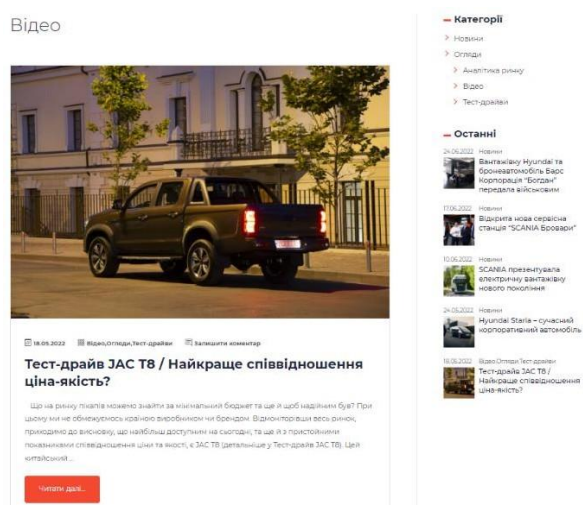 Відео
18.05.2022 Відео,Огляди,Тест-драйви Залишити коментар
Тест-драйв JAC T8 / Найкраще співвідношення
ціна-якість?
Що на ринку пікапів можемо знайти за мінімальний бюджет та ще й щоб надійним був? При
цьому ми не обмежуємось країною виробником чи брендом. Відмоніторивши весь ринок,
приходимо до висновку, що найбільш доступним на сьогодні, та ще й з пристойними
показниками співвідношення ціни та якості, є JAC T8 (детальніше у Тест-драйв JAC T8). Цей
китайський ...
Читати далі...
Категорії
Новини
Огляди
Аналітика ринку
Відео
Тест-драйви
Останні
24.06.2022 Новини
Вантажівку Hyundai та
бронеавтомобіль Барс
Корпорація "Богдан"
передала військовим
17.06.2022 Новини
Відкрита нова сервісна
станція "SCANIA Бровари"
10.06.2022 Новини
SCANIA презентувала
електричну вантажівку
нового покоління
24.05.2022 Новини
Hyundai Staria – сучасний
корпоративний автомобіль
18.05.2022 Відео,Огляди,Тест-драйви
Тест-драйв JAC T8 /
Найкраще співвідношення
ціна-якість?